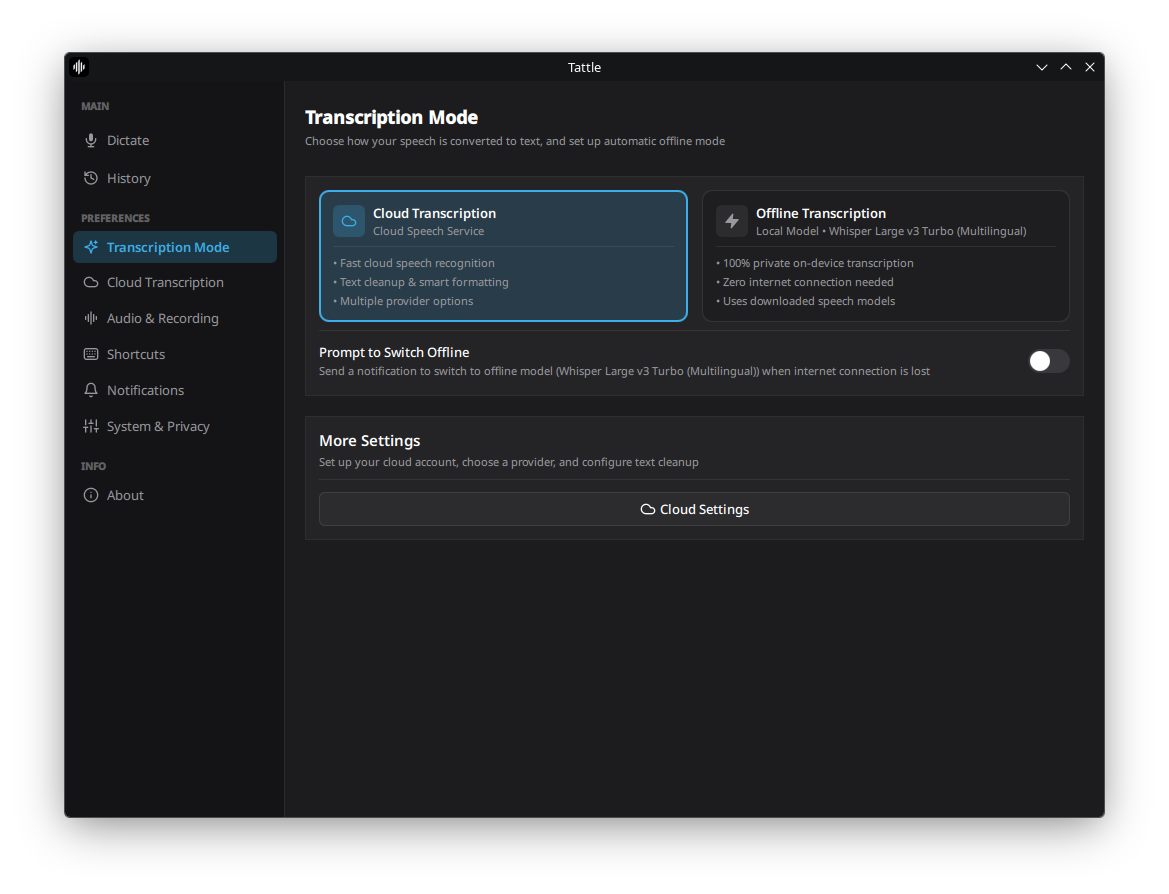 Tattle
MAIN
Dictate
History
PREFERENCES
Transcription Mode
Cloud Transcription
Audio & Recording
Shortcuts
Notifications
System & Privacy
INFO
About
Transcription Mode
Choose how your speech is converted to text, and set up automatic offline mode
Cloud Transcription
Cloud Speech Service
• Fast cloud speech recognition
• Text cleanup & smart formatting
• Multiple provider options
Offline Transcription
Local Model • Whisper Large v3 Turbo (Multilingual)
• 100% private on-device transcription
• Zero internet connection needed
• Uses downloaded speech models
Prompt to Switch Offline
Send a notification to switch to offline model (Whisper Large v3 Turbo (Multilingual)) when internet connection is lost
More Settings
Set up your cloud account, choose a provider, and configure text cleanup
Cloud Settings